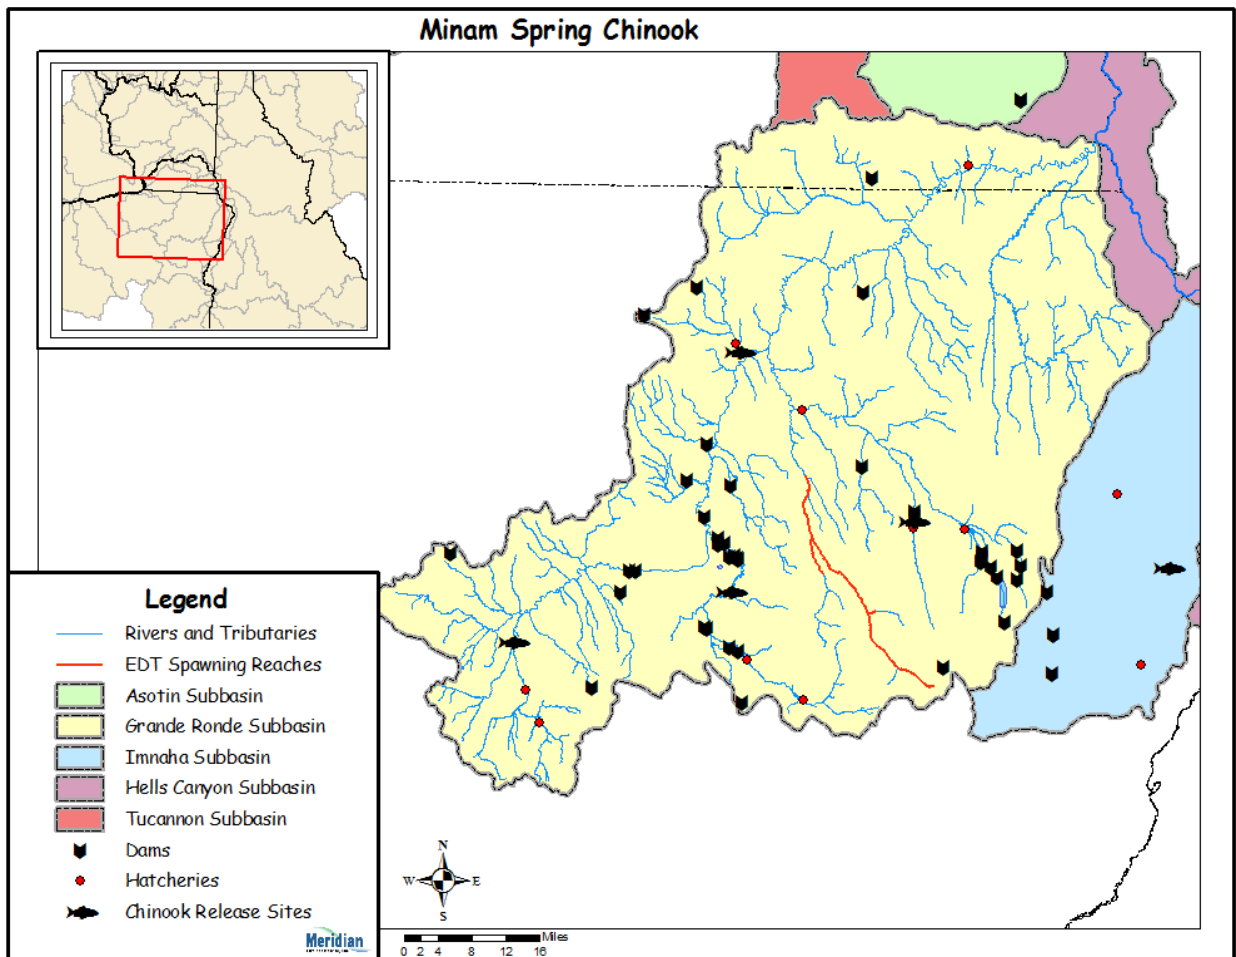 Minam Spring Chinook
Legend
Rivers and Tributaries
EDT Spawning Reaches
Asotin Subbasin
Grande Ronde Subbasin
Imnaha Subbasin
Hells Canyon Subbasin
Tucannon Subbasin
Dams
Hatcheries
Chinook Release Sites
Meridian
N
W E
S
Miles
0 2 4 8 12 16